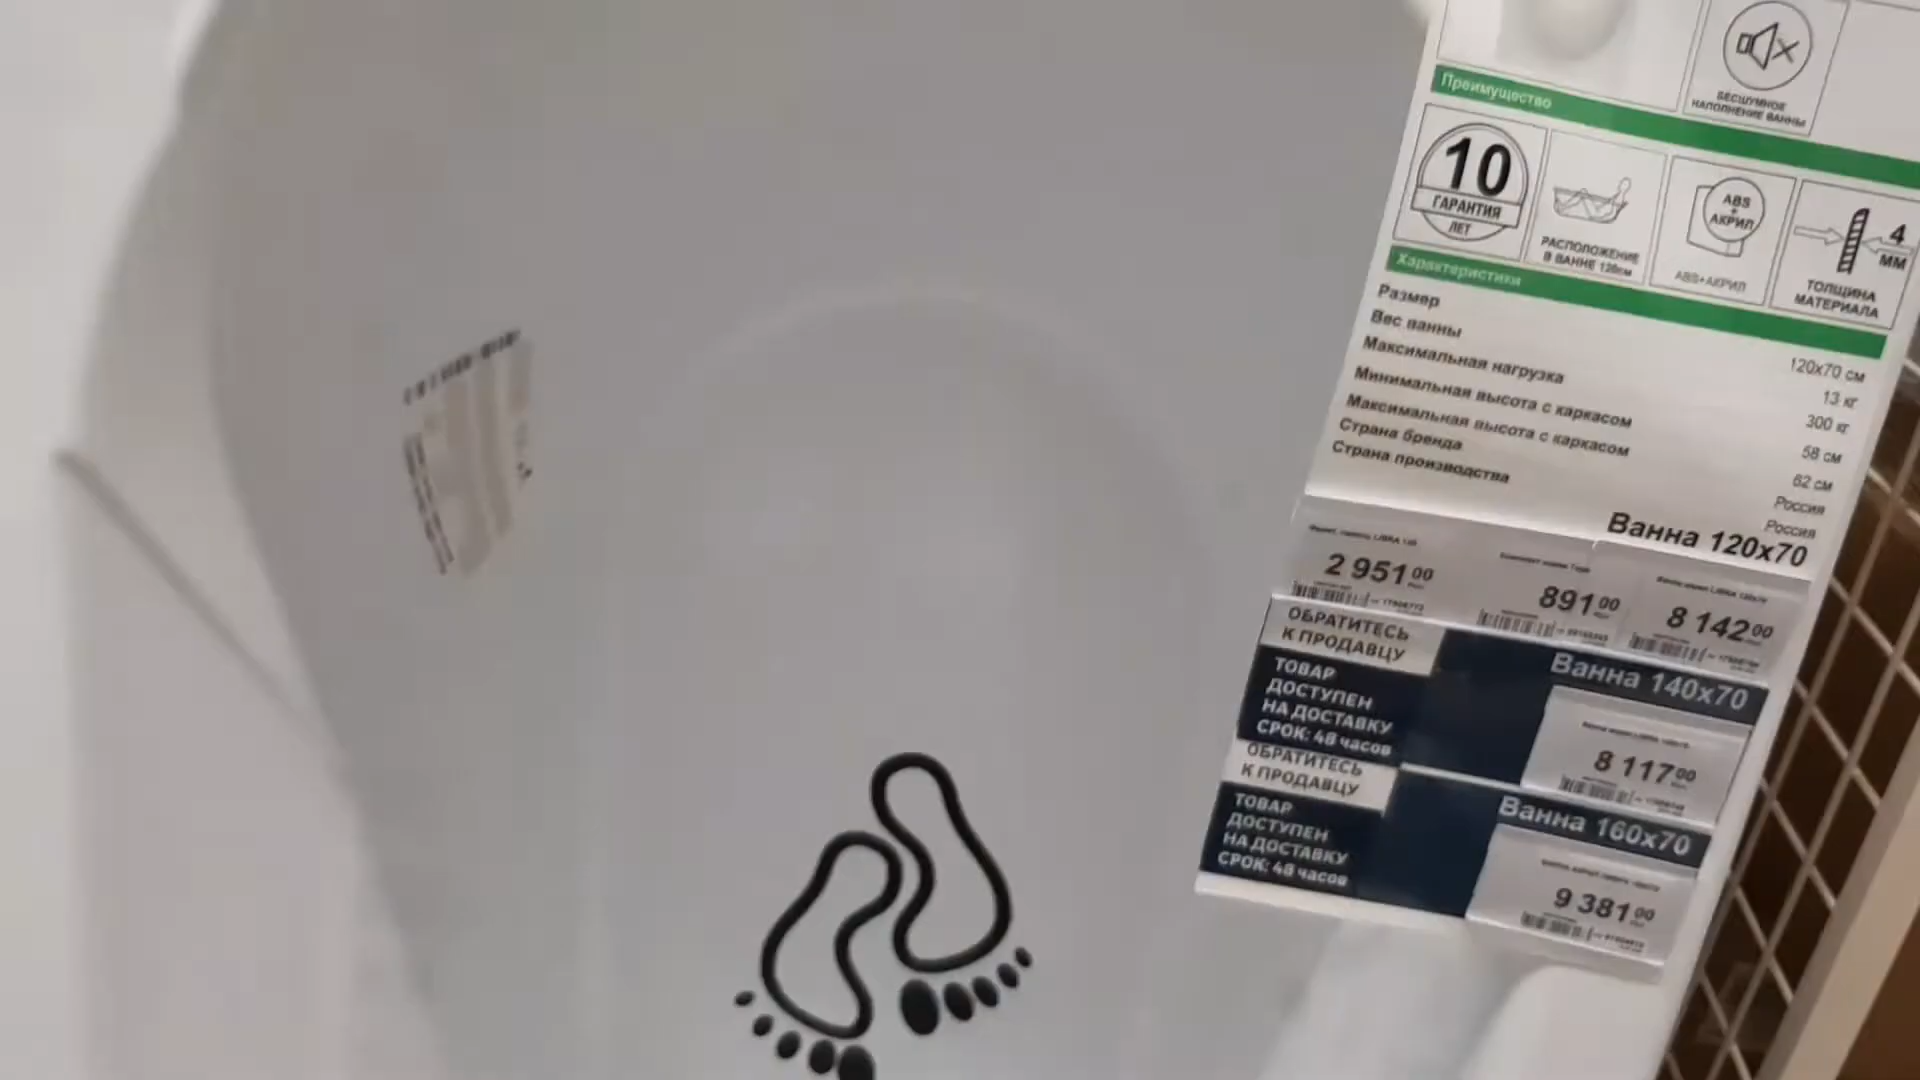 БЕСШУМНОЕ
НАПОЛНЕНИЕ ВАННЫ
Преимущество
10
ГАРАНТИЯ
ЛЕТ
РАСПОЛОЖЕНИЕ
В ВАННЕ 120см
ABS
+
АКРИЛ
ABS+АКРИЛ
4
ММ
ТОЛЩИНА
МАТЕРИАЛА
Характеристики
Размер 120x70 см
Вес ванны 13 кг
Максимальная нагрузка 300 кг
Минимальная высота с каркасом 58 см
Максимальная высота с каркасом 62 см
Страна бренда Россия
Страна производства Россия
Ванна 120x70
2 951 00
891 00
8 142 00
ОБРАТИТЕСЬ
К ПРОДАВЦУ
ТОВАР
ДОСТУПЕН
НА ДОСТАВКУ
СРОК: 48 часов
Ванна 140x70
8 117 00
ОБРАТИТЕСЬ
К ПРОДАВЦУ
ТОВАР
ДОСТУПЕН
НА ДОСТАВКУ
СРОК: 48 часов
Ванна 160x70
9 381 00